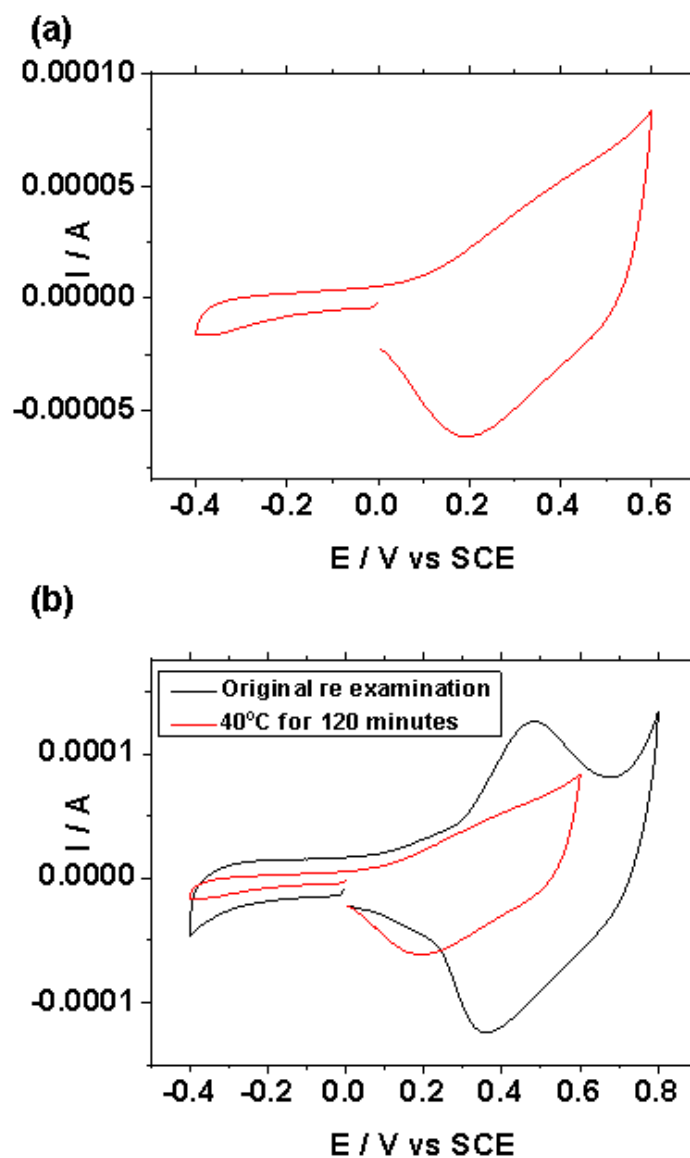 (a)
0.00010
0.00005
0.00000
-0.00005
I / A
-0.4 -0.2 0.0 0.2 0.4 0.6
E / V vs SCE
(b)
Original re examination
40°C for 120 minutes
0.0001
0.0000
-0.0001
I / A
-0.4 -0.2 0.0 0.2 0.4 0.6 0.8
E / V vs SCE